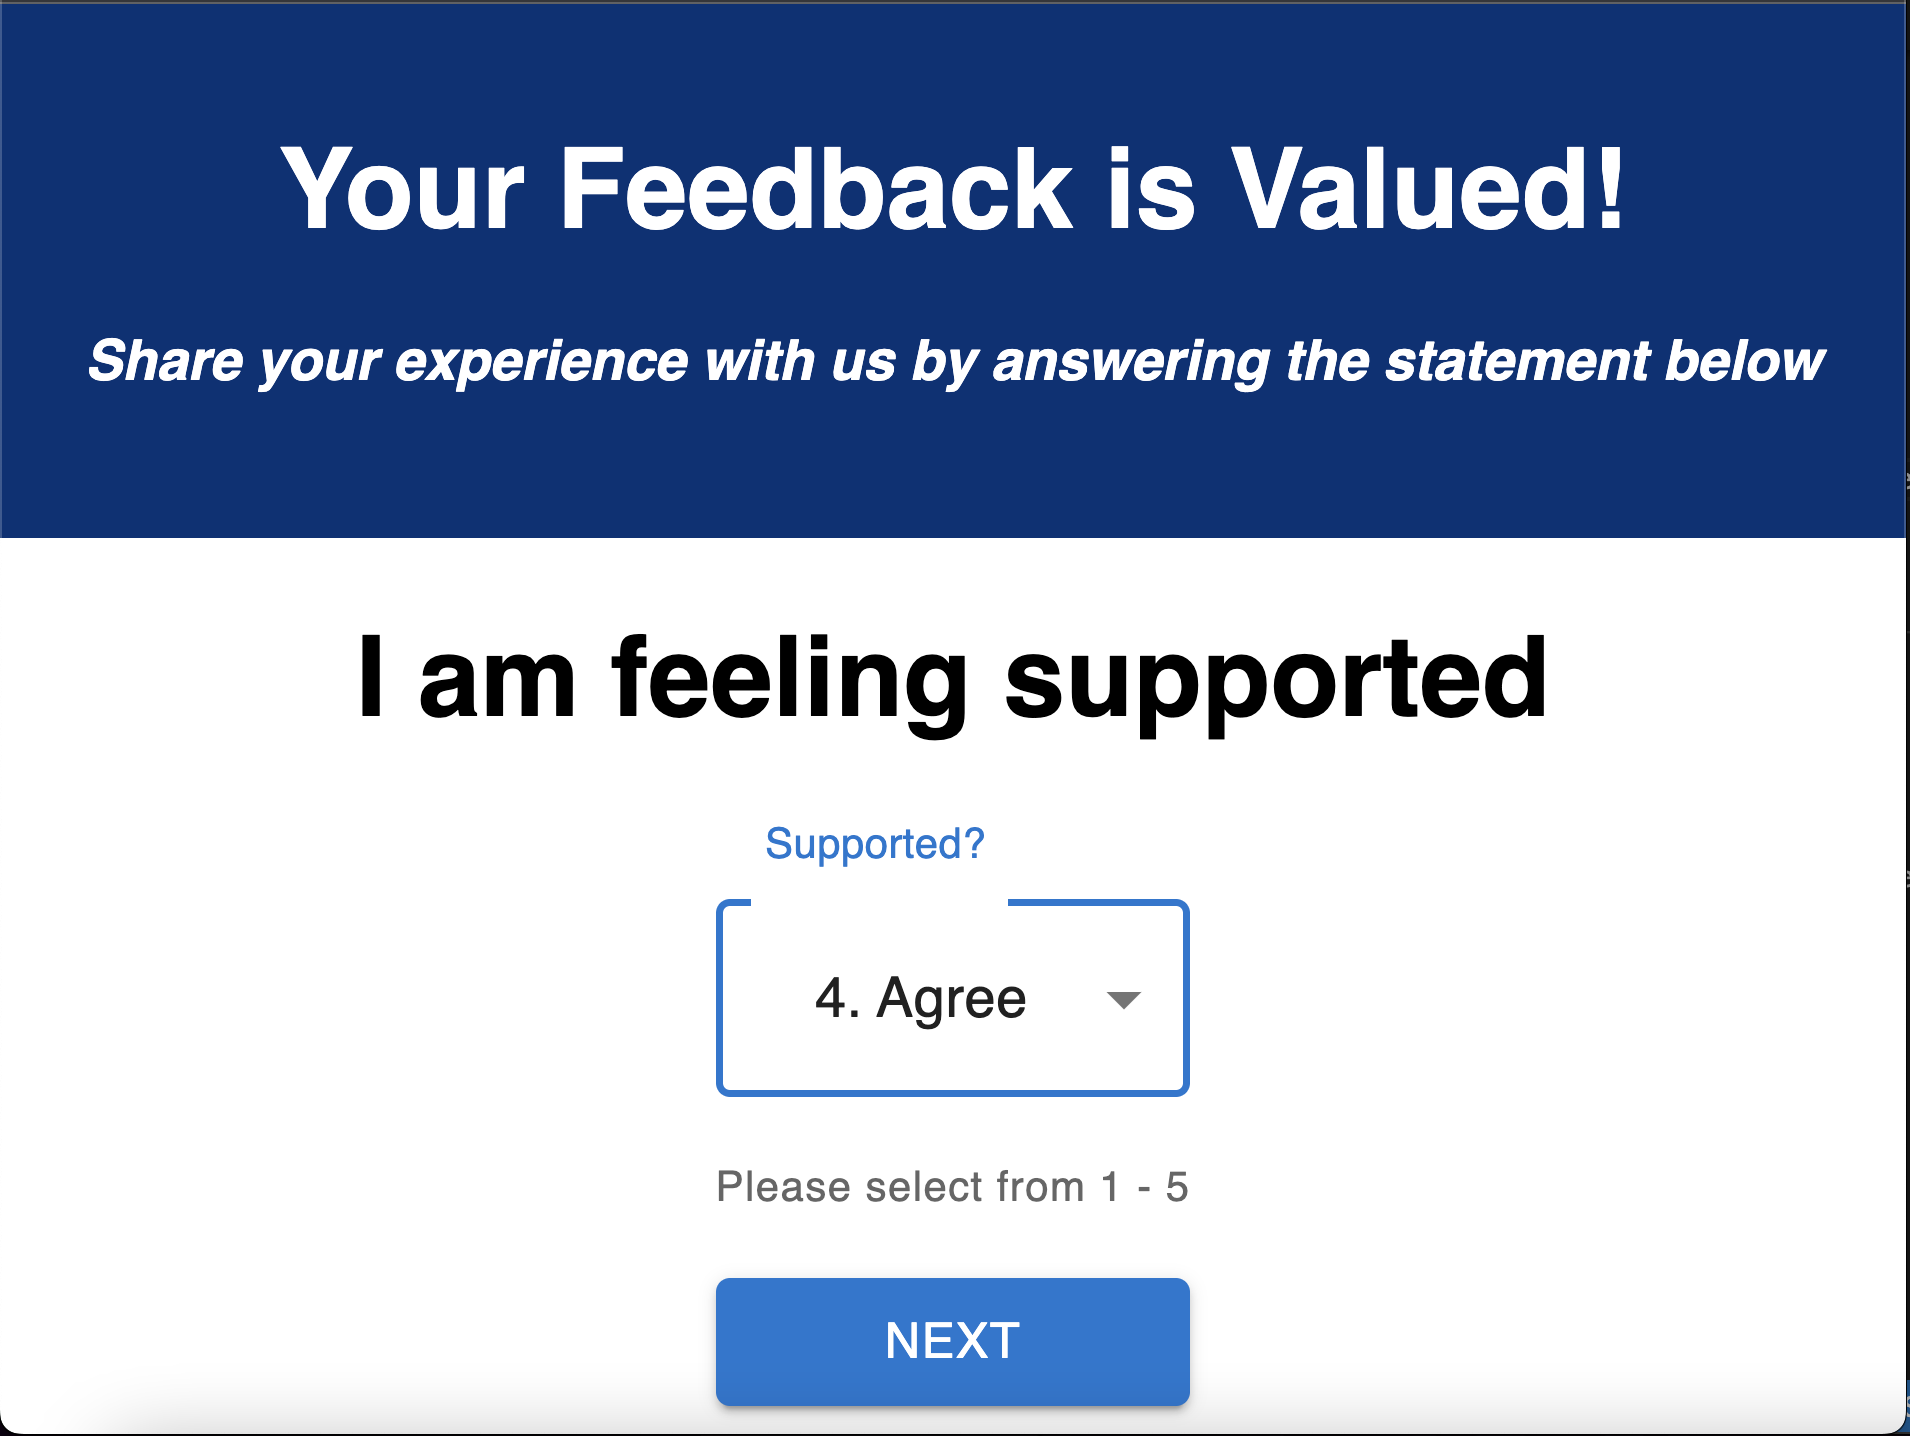 Your Feedback is Valued!
Share your experience with us by answering the statement below
I am feeling supported
Supported?
4. Agree
Please select from 1 - 5
NEXT